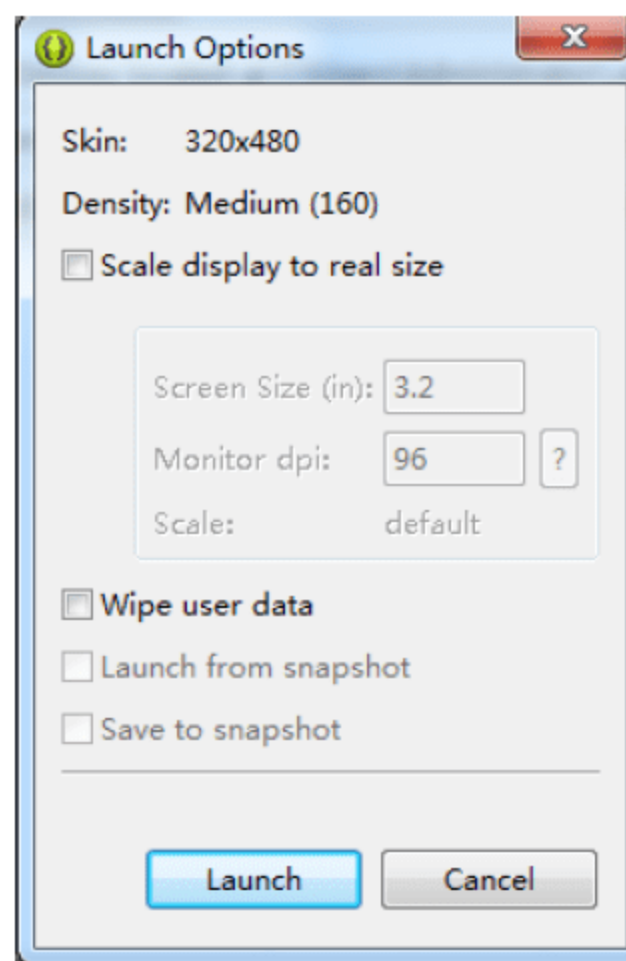 Launch Options
Skin: 320x480
Density: Medium (160)
Scale display to real size
Screen Size (in): 3.2
Monitor dpi: 96 ?
Scale: default
Wipe user data
Launch from snapshot
Save to snapshot
Launch Cancel